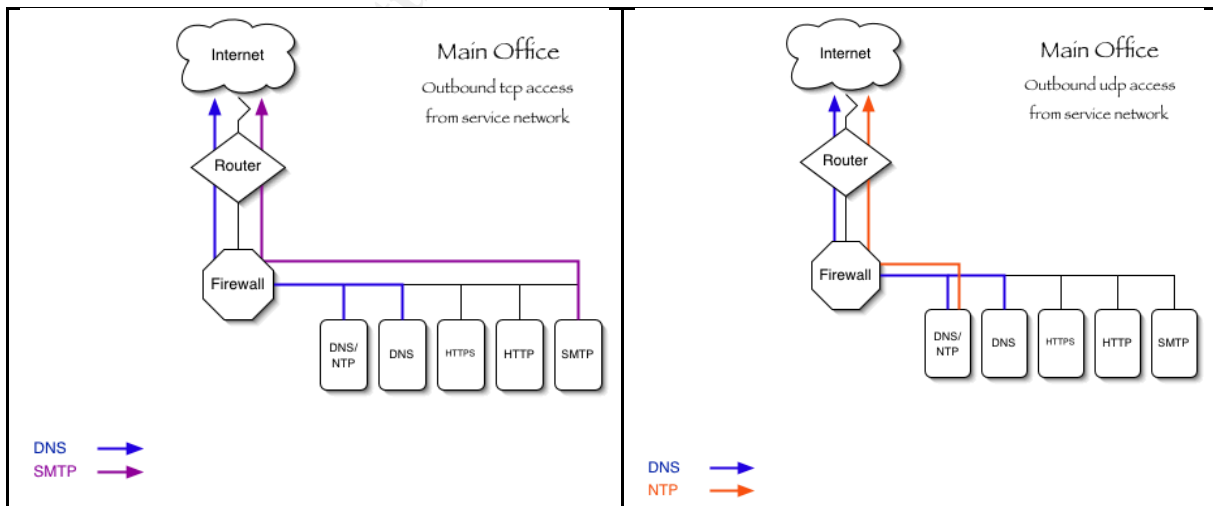 Internet
Main Office
Outbound tcp access
from service network
Router
Firewall
DNS/
NTP
DNS
HTTPS
HTTP
SMTP
DNS
SMTP
Internet
Main Office
Outbound udp access
from service network
Router
Firewall
DNS/
NTP
DNS
HTTPS
HTTP
SMTP
DNS
NTP